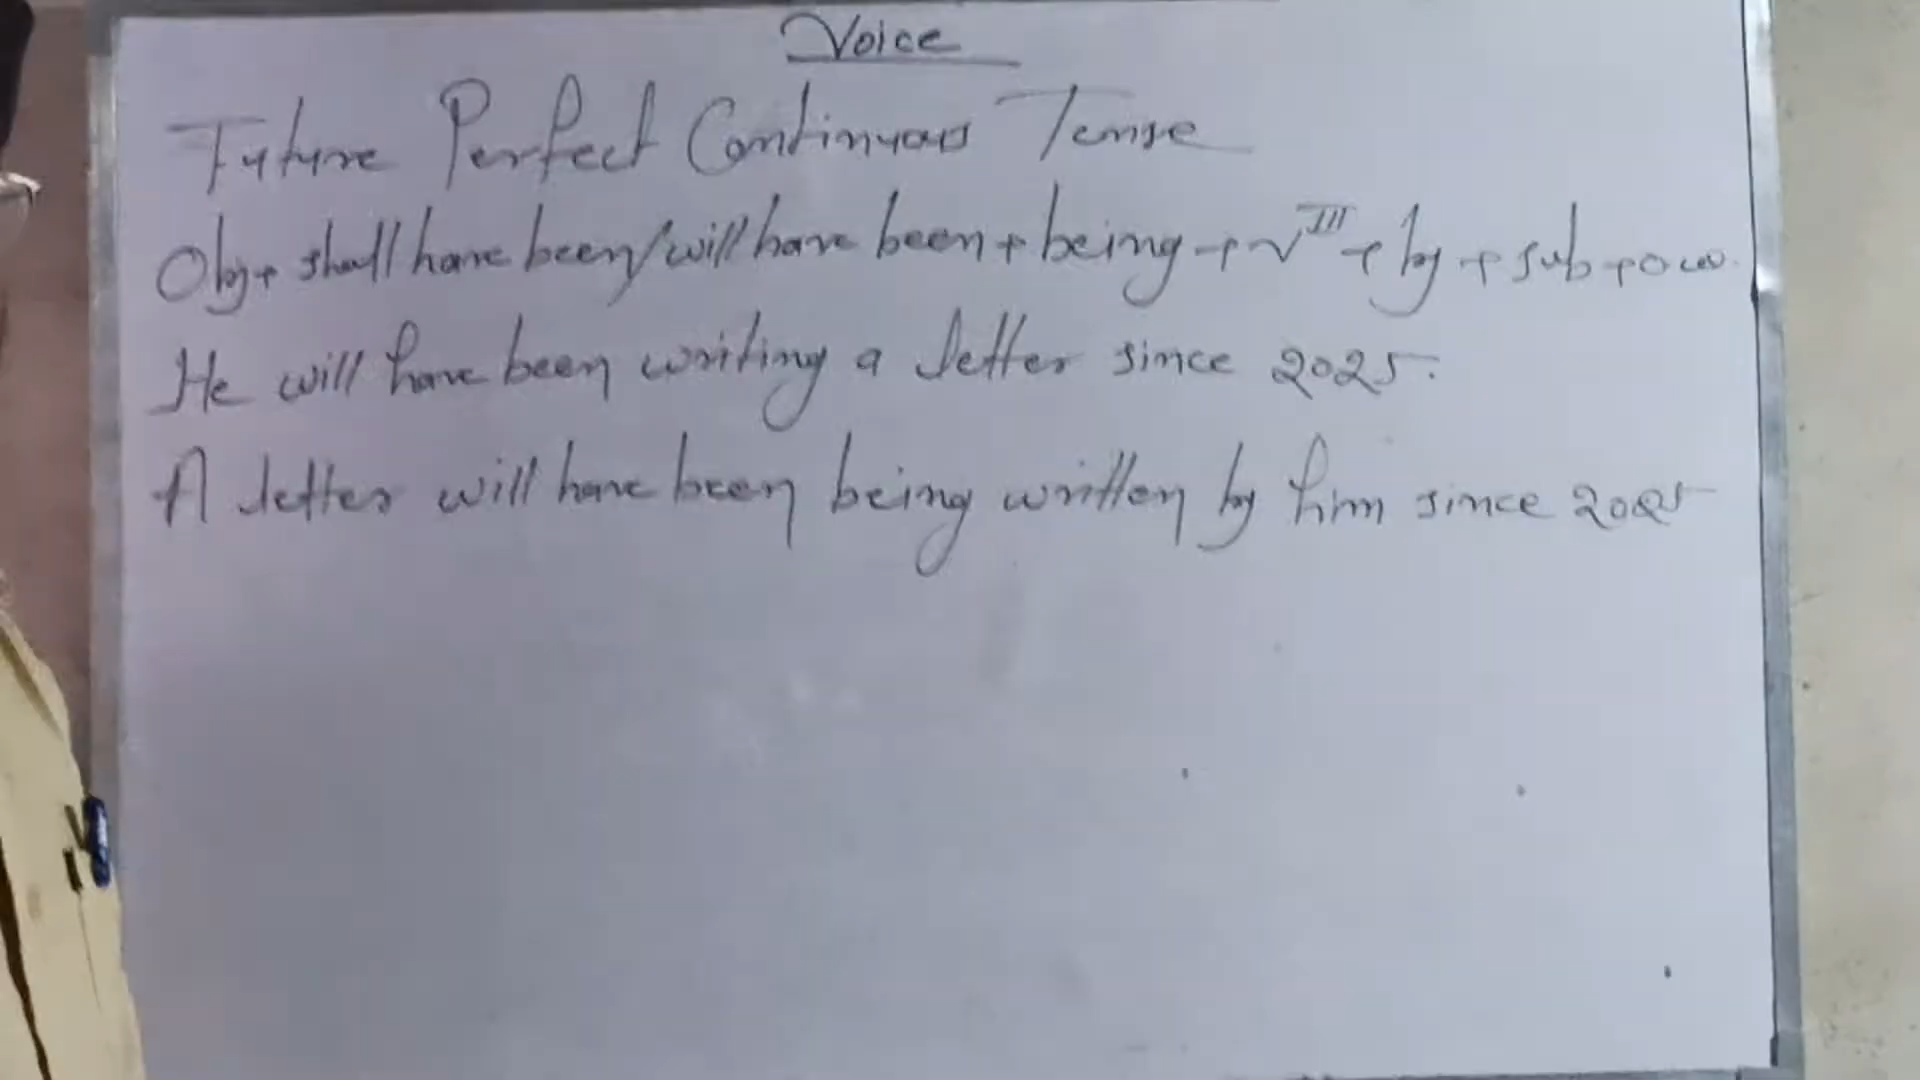 Voice
Future Perfect Continuous Tense
Obj+ shall have been/will have been + being + V III + by + sub + o.w.
He will have been writing a letter since 2025.
A letter will have been being written by him since 2025